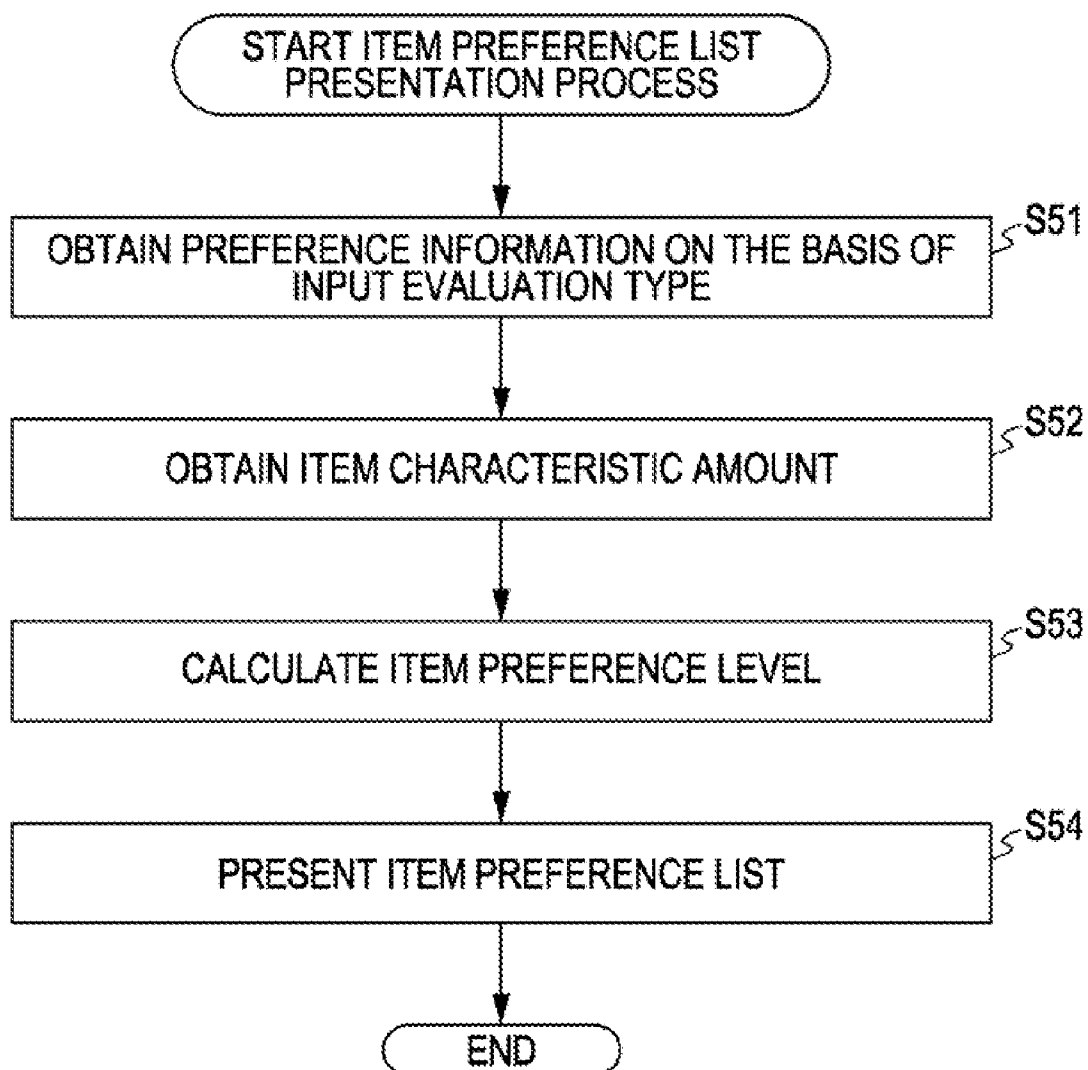 START ITEM PREFERENCE LIST
PRESENTATION PROCESS
S51
OBTAIN PREFERENCE INFORMATION ON THE BASIS OF
INPUT EVALUATION TYPE
S52
OBTAIN ITEM CHARACTERISTIC AMOUNT
S53
CALCULATE ITEM PREFERENCE LEVEL
S54
PRESENT ITEM PREFERENCE LIST
END